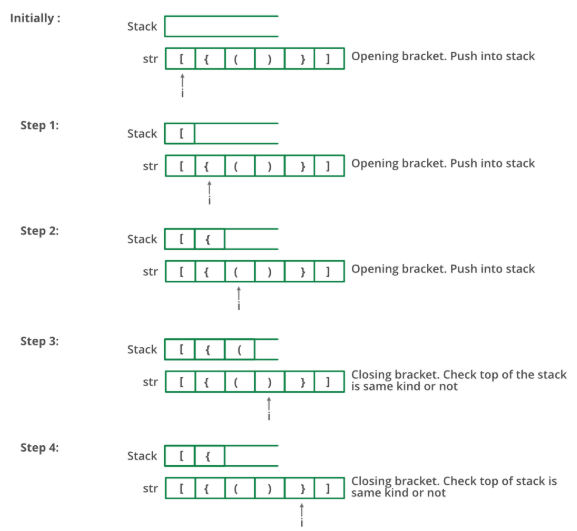 Initially :
Stack
str [ { ( ) } ] Opening bracket. Push into stack
i
Step 1:
Stack [
str [ { ( ) } ] Opening bracket. Push into stack
i
Step 2:
Stack [ {
str [ { ( ) } ] Opening bracket. Push into stack
i
Step 3:
Stack [ { (
str [ { ( ) } ] Closing bracket. Check top of the stack
is same kind or not
i
Step 4:
Stack [ {
str [ { ( ) } ] Closing bracket. Check top of stack is
same kind or not
i